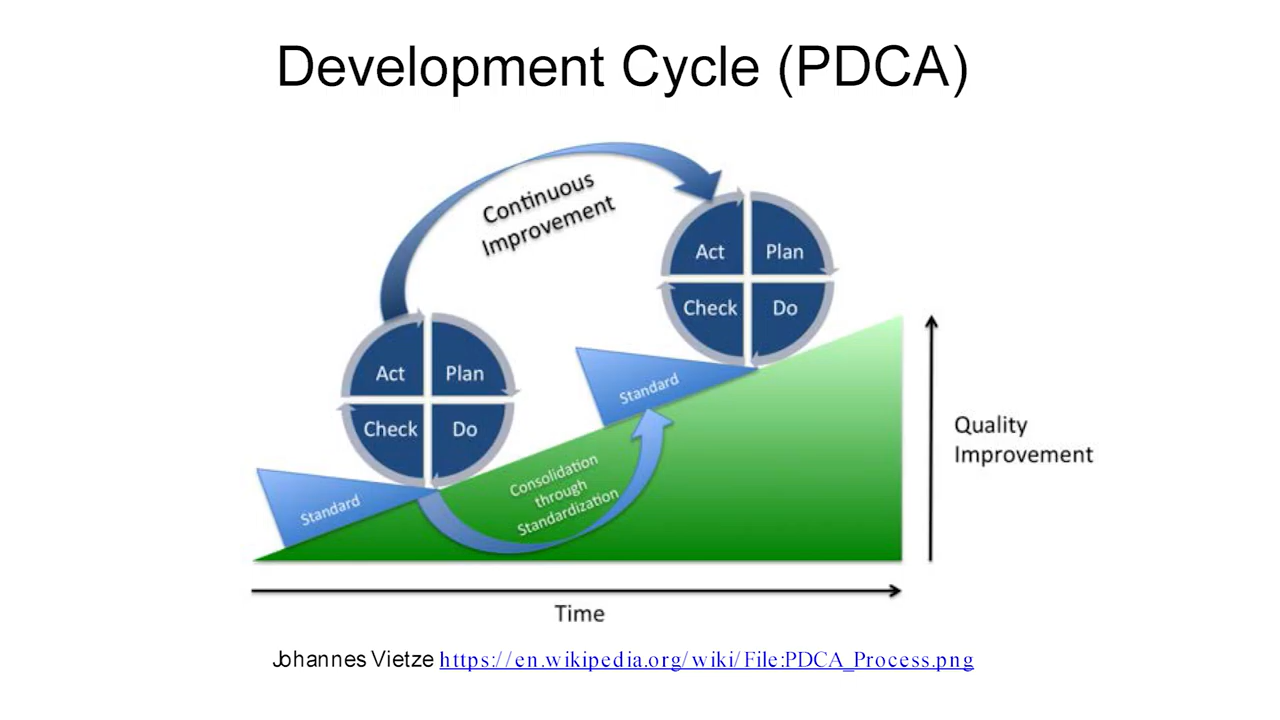 Development Cycle (PDCA)
Continuous
Improvement
Act
Plan
Check
Do
Act
Plan
Check
Do
Standard
Standard
Consolidation
through
Standardization
Quality
Improvement
Time
Johannes Vietze https://en.wikipedia.org/wiki/File:PDCA_Process.png